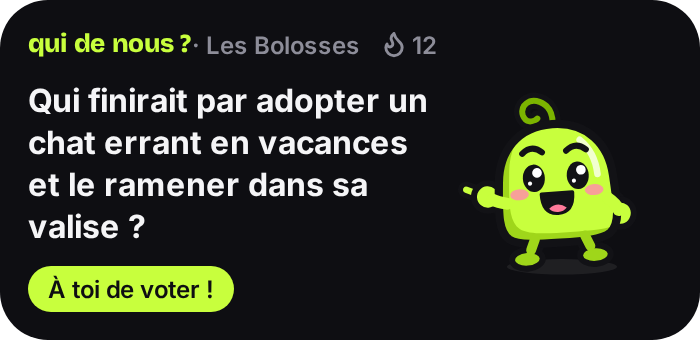 qui de nous ?· Les Bolosses 12
Qui finirait par adopter un
chat errant en vacances
et le ramener dans sa
valise ?
À toi de voter !